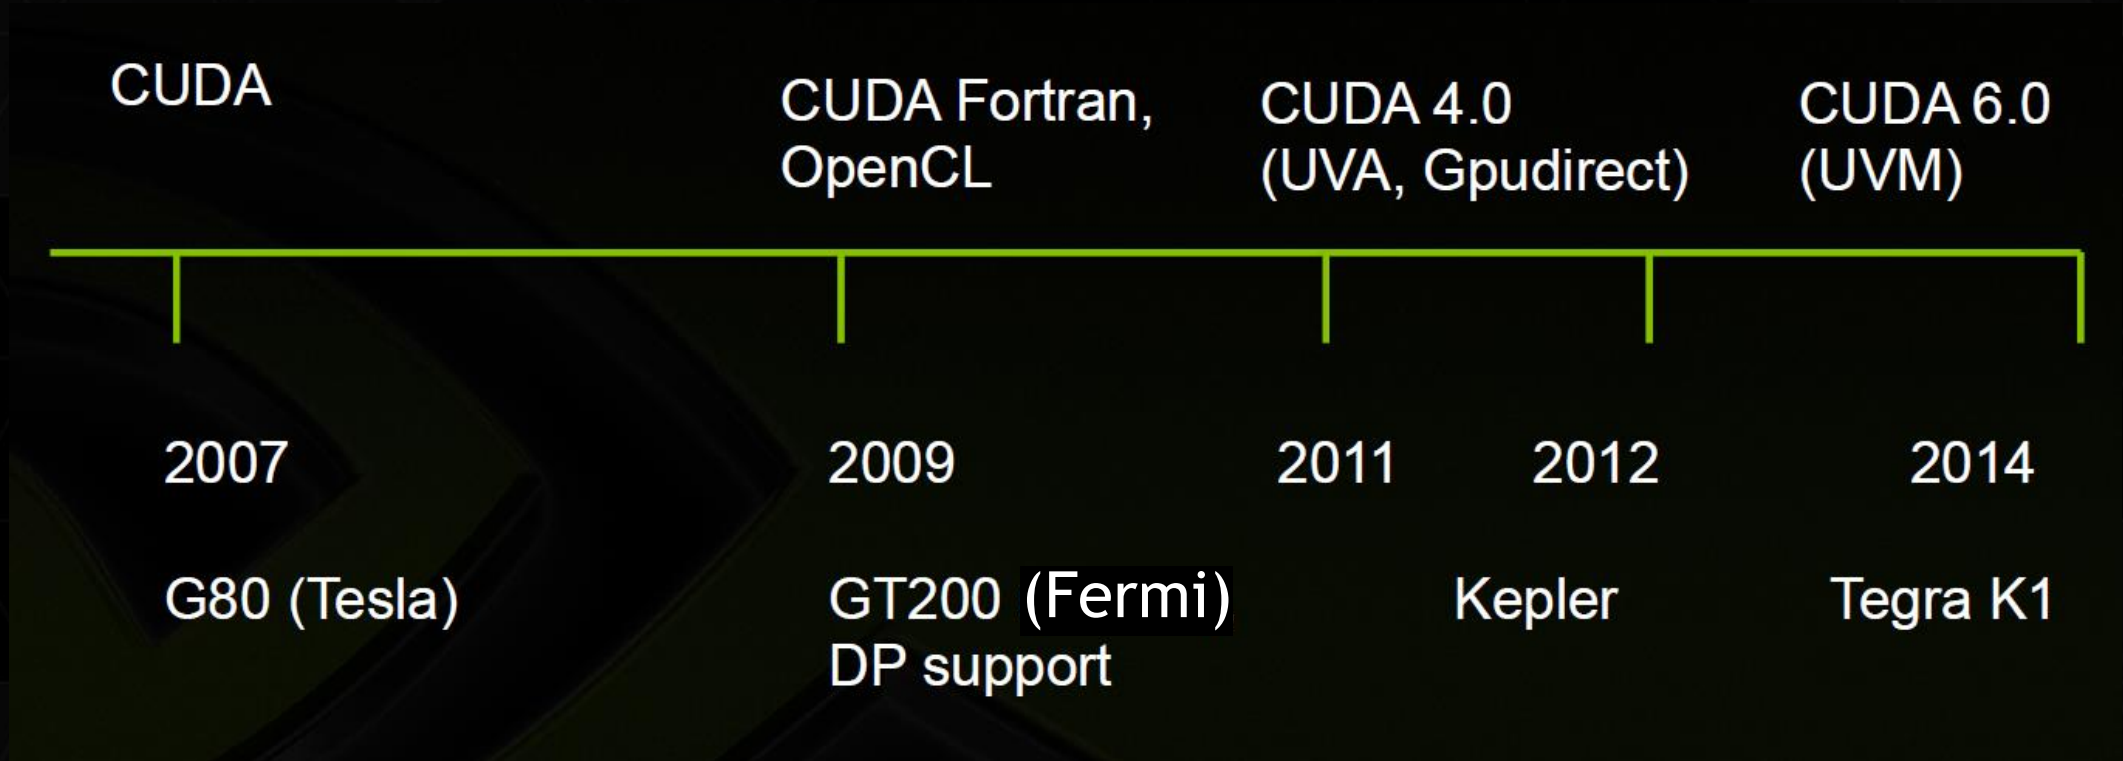 CUDA
CUDA Fortran,
OpenCL
CUDA 4.0
(UVA, Gpudirect)
CUDA 6.0
(UVM)
2007
2009
2011
2012
2014
G80 (Tesla)
GT200 (Fermi)
DP support
Kepler
Tegra K1